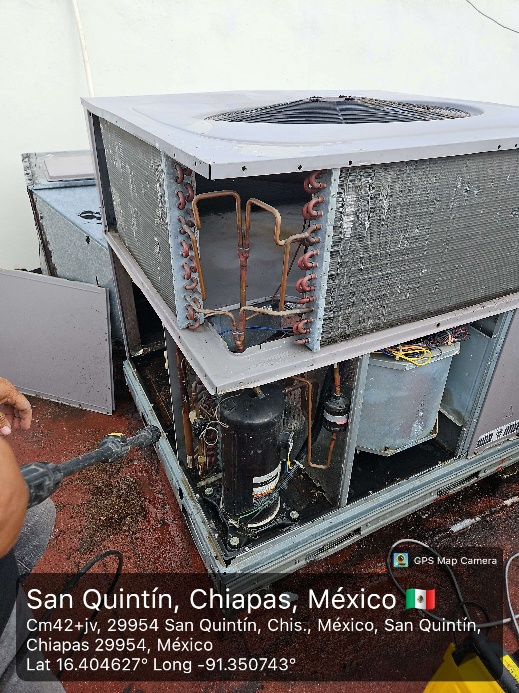 GPS Map Camera
San Quintín, Chiapas, México
Cm42+jv, 29954 San Quintín, Chis., México, San Quintín,
Chiapas 29954, México
Lat 16.404627° Long -91.350743°